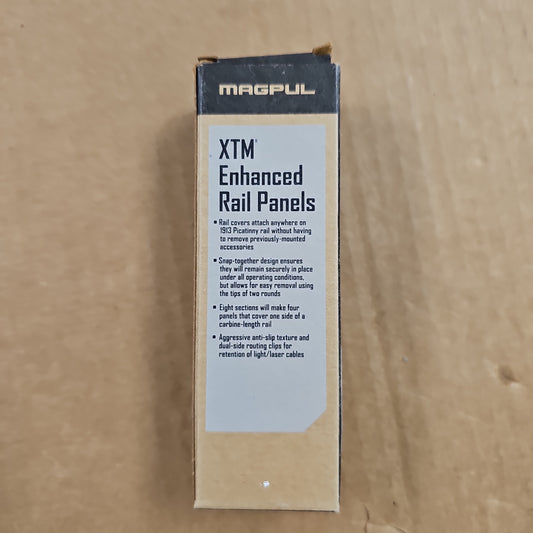 MAGPUL
XTM®
Enhanced
Rail Panels
• Rail covers attach anywhere on
1913 Picatinny rail without having
to remove previously-mounted
accessories
• Snap-together design ensures
they will remain securely in place
under all operating conditions,
but allows for easy removal using
the tips of two rounds
• Eight sections will make four
panels that cover one side of a
carbine-length rail
• Aggressive anti-slip texture and
dual-side routing clips for
retention of light/laser cables